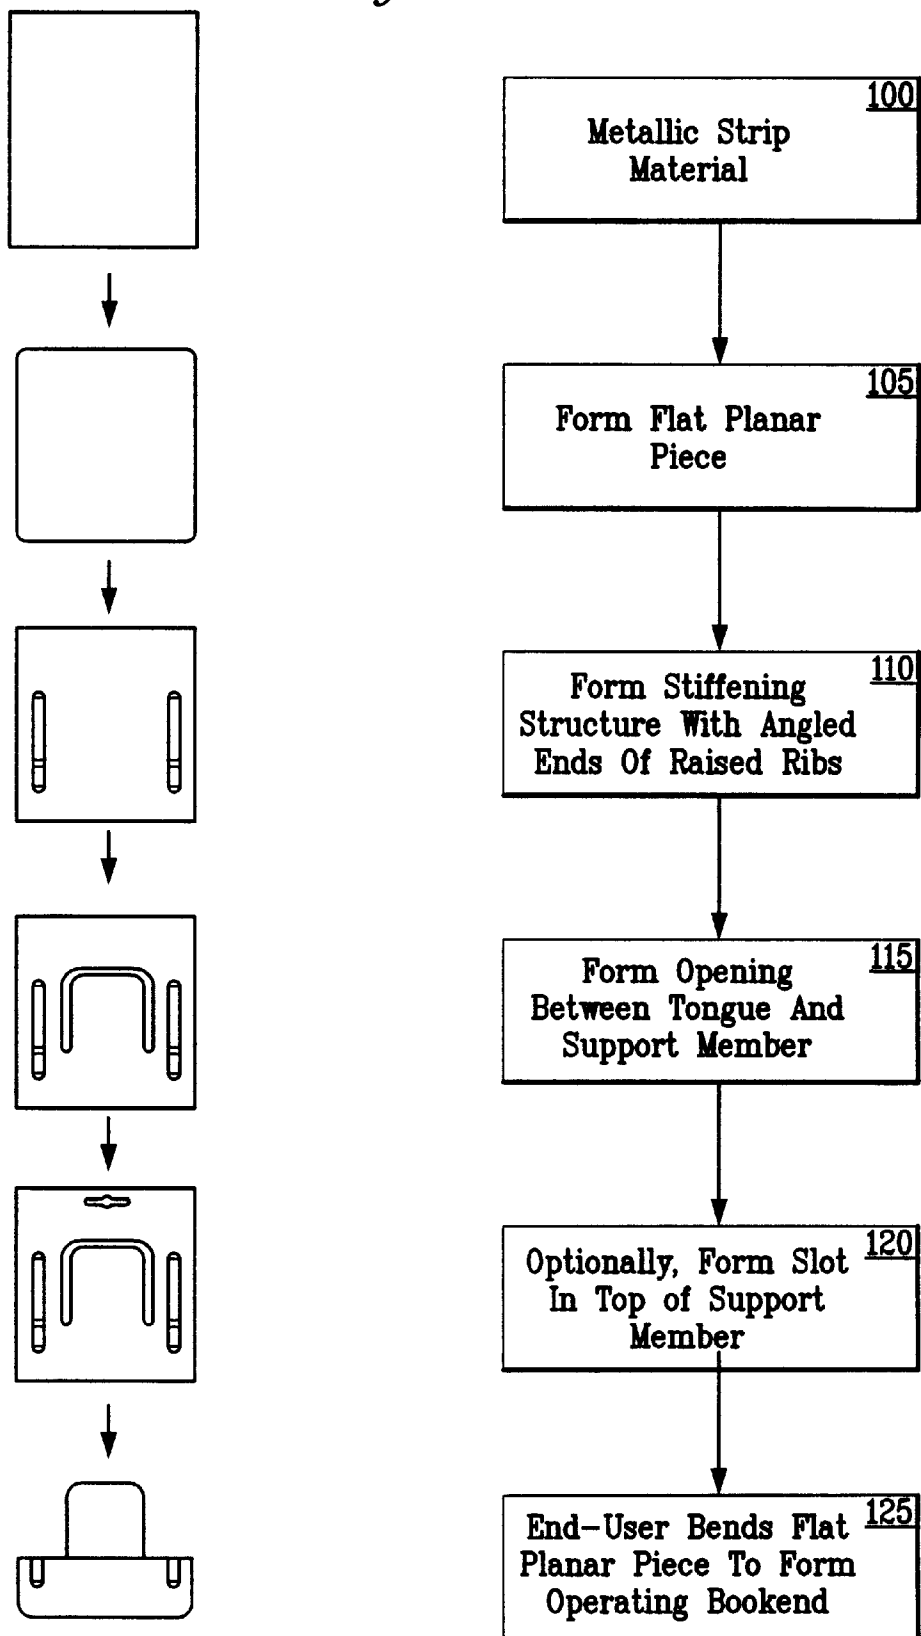 100
Metallic Strip
Material
105
Form Flat Planar
Piece
110
Form Stiffening
Structure With Angled
Ends Of Raised Ribs
115
Form Opening
Between Tongue And
Support Member
120
Optionally, Form Slot
In Top of Support
Member
125
End-User Bends Flat
Planar Piece To Form
Operating Bookend